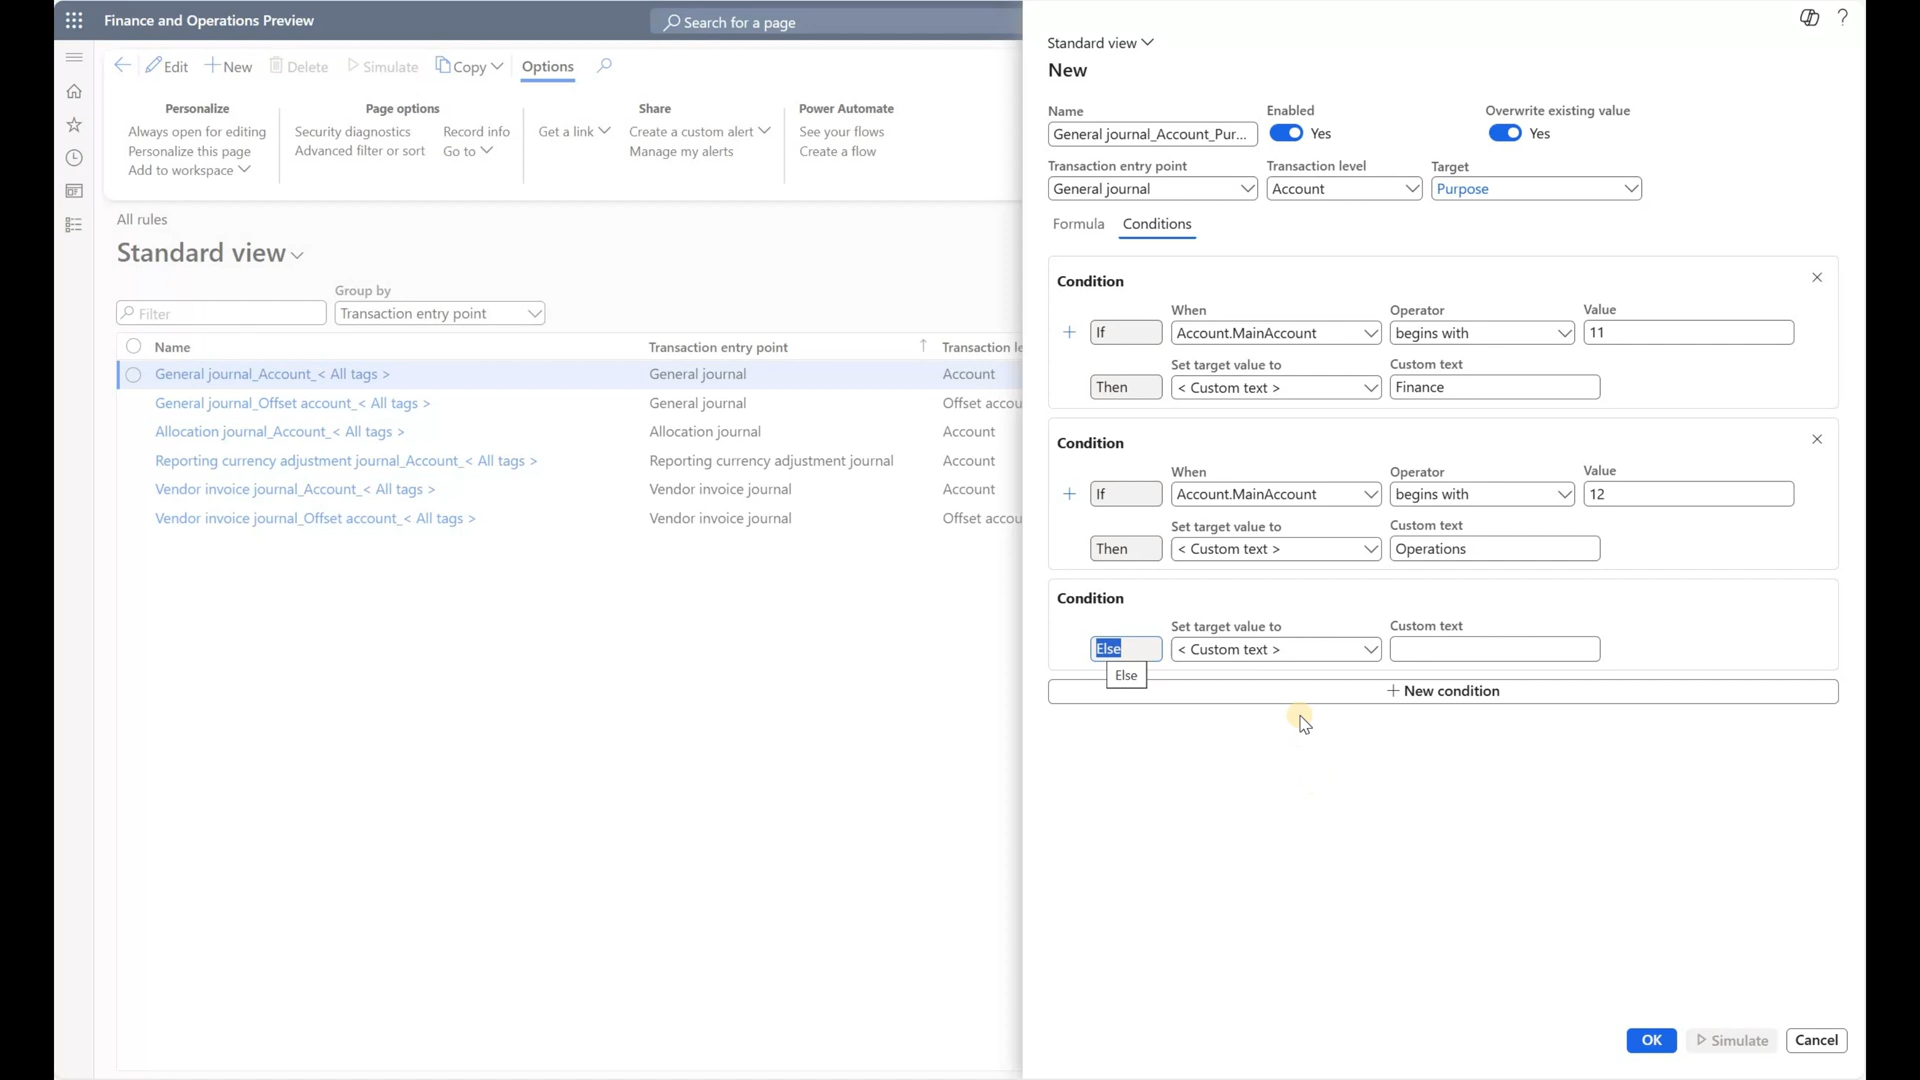 Finance and Operations Preview
Search for a page
Edit
New
Delete
Simulate
Copy
Options
Personalize
Always open for editing
Personalize this page
Add to workspace
Page options
Security diagnostics
Advanced filter or sort
Record info
Go to
Share
Get a link
Create a custom alert
Manage my alerts
Power Automate
See your flows
Create a flow
All rules
Standard view
Filter
Group by
Transaction entry point
Name Transaction entry point Transaction le
General journal_Account_< All tags > General journal Account
General journal_Offset account_< All tags > General journal Offset accou
Allocation journal_Account_< All tags > Allocation journal Account
Reporting currency adjustment journal_Account_< All tags > Reporting currency adjustment journal Account
Vendor invoice journal_Account_< All tags > Vendor invoice journal Account
Vendor invoice journal_Offset account_< All tags > Vendor invoice journal Offset accou
?
Standard view
New
Name Enabled Overwrite existing value
General journal_Account_Pur... Yes Yes
Transaction entry point Transaction level Target
General journal Account Purpose
Formula Conditions
Condition
When Operator Value
If Account.MainAccount begins with 11
Set target value to Custom text
Then < Custom text > Finance
Condition
When Operator Value
If Account.MainAccount begins with 12
Set target value to Custom text
Then < Custom text > Operations
Condition
Set target value to Custom text
Else < Custom text >
Else
New condition
OK Simulate Cancel